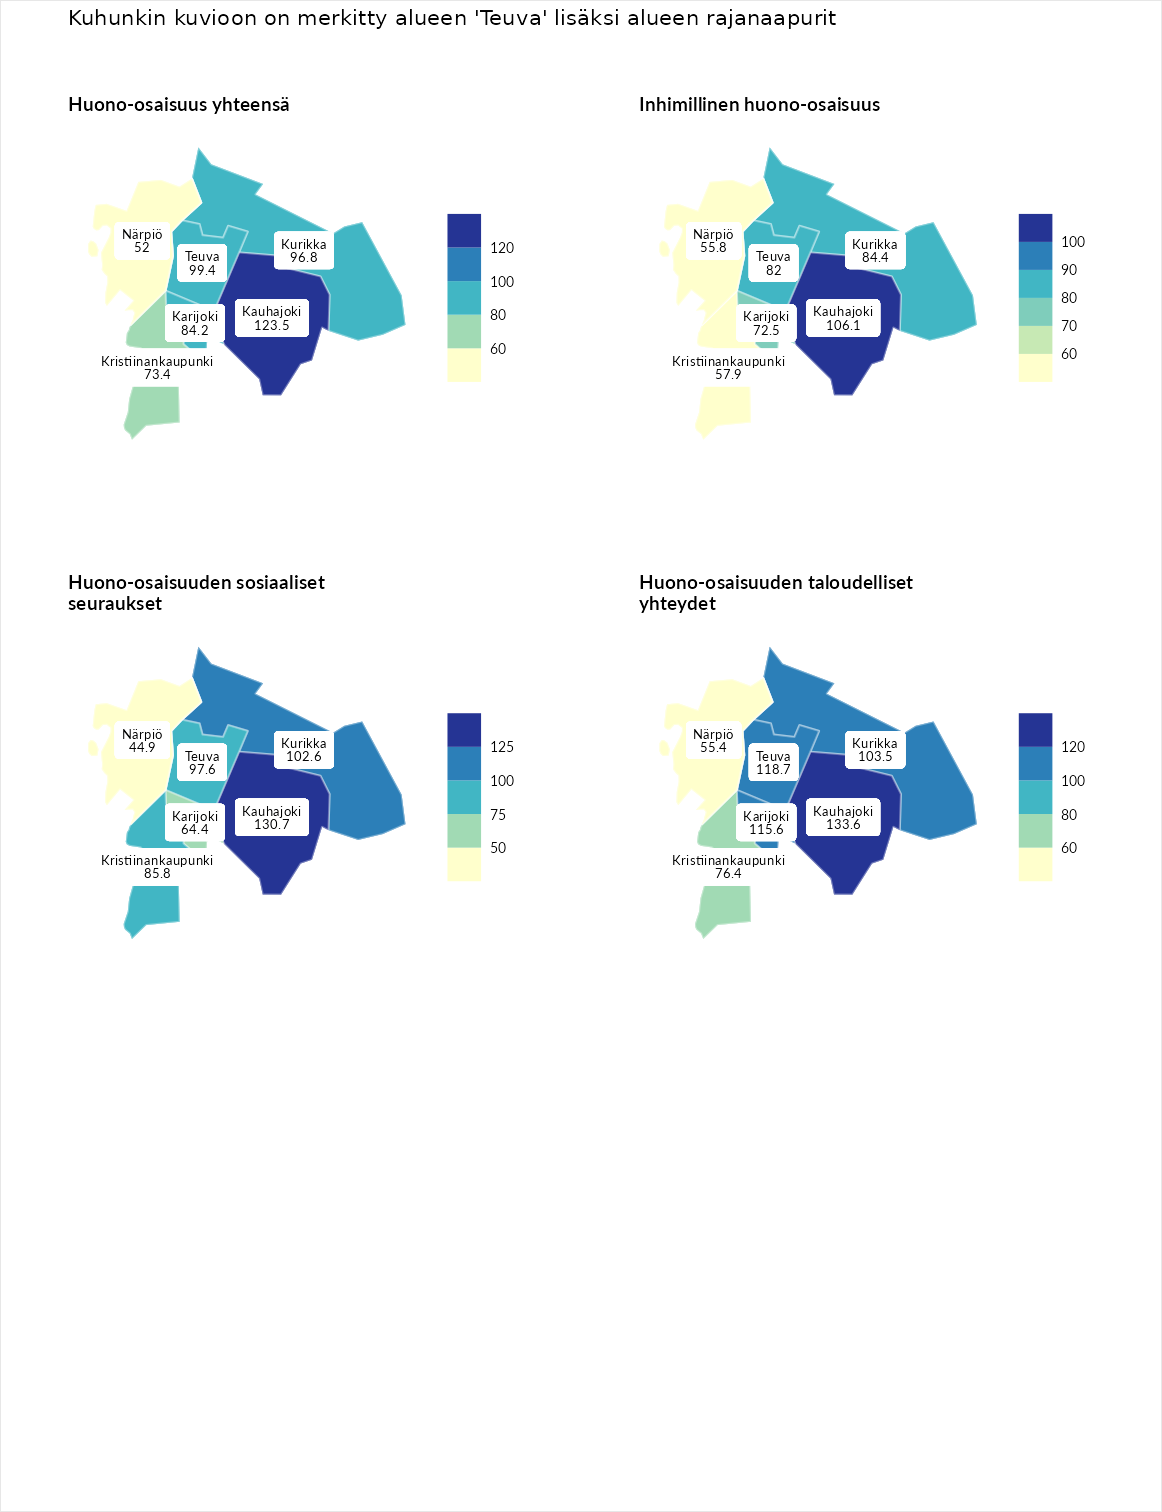 Kuhunkin kuvioon on merkitty alueen 'Teuva' lisäksi alueen rajanaapurit
Huono-osaisuus yhteensä
Närpiö
52
Teuva
99.4
Kurikka
96.8
Karijoki
84.2
Kauhajoki
123.5
Kristiinankaupunki
73.4
120
100
80
60
Inhimillinen huono-osaisuus
Närpiö
55.8
Teuva
82
Kurikka
84.4
Karijoki
72.5
Kauhajoki
106.1
Kristiinankaupunki
57.9
100
90
80
70
60
Huono-osaisuuden sosiaaliset
seuraukset
Närpiö
44.9
Teuva
97.6
Kurikka
102.6
Karijoki
64.4
Kauhajoki
130.7
Kristiinankaupunki
85.8
125
100
75
50
Huono-osaisuuden taloudelliset
yhteydet
Närpiö
55.4
Teuva
118.7
Kurikka
103.5
Karijoki
115.6
Kauhajoki
133.6
Kristiinankaupunki
76.4
120
100
80
60